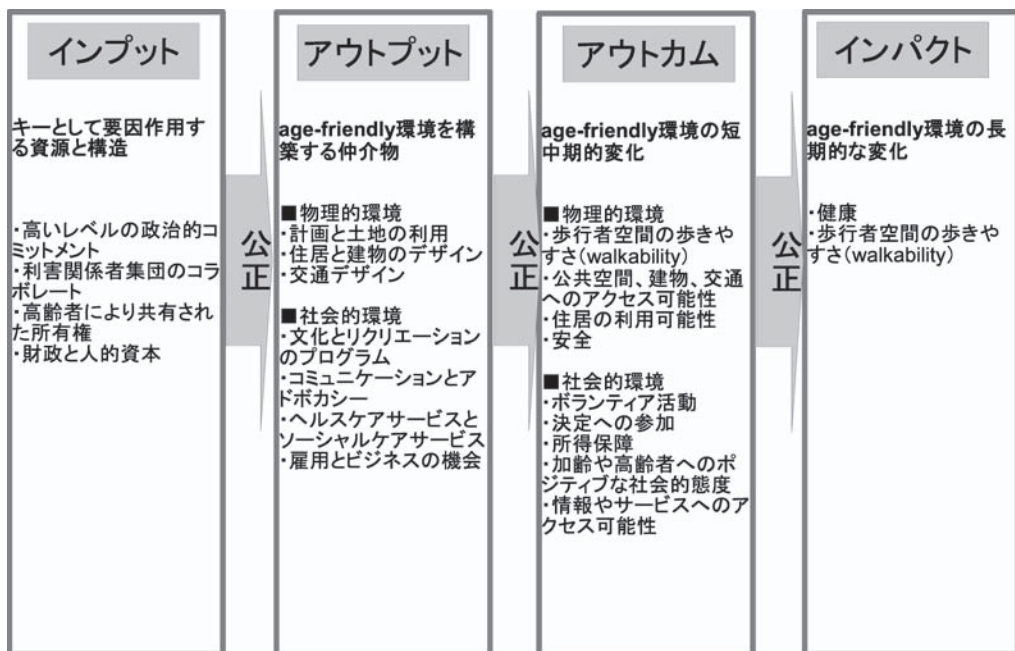 インプット
キーとして要因作用す
る資源と構造
・高いレベルの政治的コ
ミットメント
・利害関係者集団のコラ
ボレート
・高齢者により共有され
た所有権
・財政と人的資本
公正
アウトプット
age-friendly環境を構
築する仲介物
■物理的環境
・計画と土地の利用
・住居と建物のデザイン
・交通デザイン
■社会的環境
・文化とリクリエーション
のプログラム
・コミュニケーションとア
ドボカシー
・ヘルスケアサービスと
ソーシャルケアサービス
・雇用とビジネスの機会
公正
アウトカム
age-friendly環境の短
中期的変化
■物理的環境
・歩行者空間の歩きや
すさ(walkability)
・公共空間、建物、交通
へのアクセス可能性
・住居の利用可能性
・安全
■社会的環境
・ボランティア活動
・決定への参加
・所得保障
・加齢や高齢者へのポ
ジティブな社会的態度
・情報やサービスへのア
クセス可能性
公正
インパクト
age-friendly環境の長
期的な変化
・健康
・歩行者空間の歩きや
すさ(walkability)